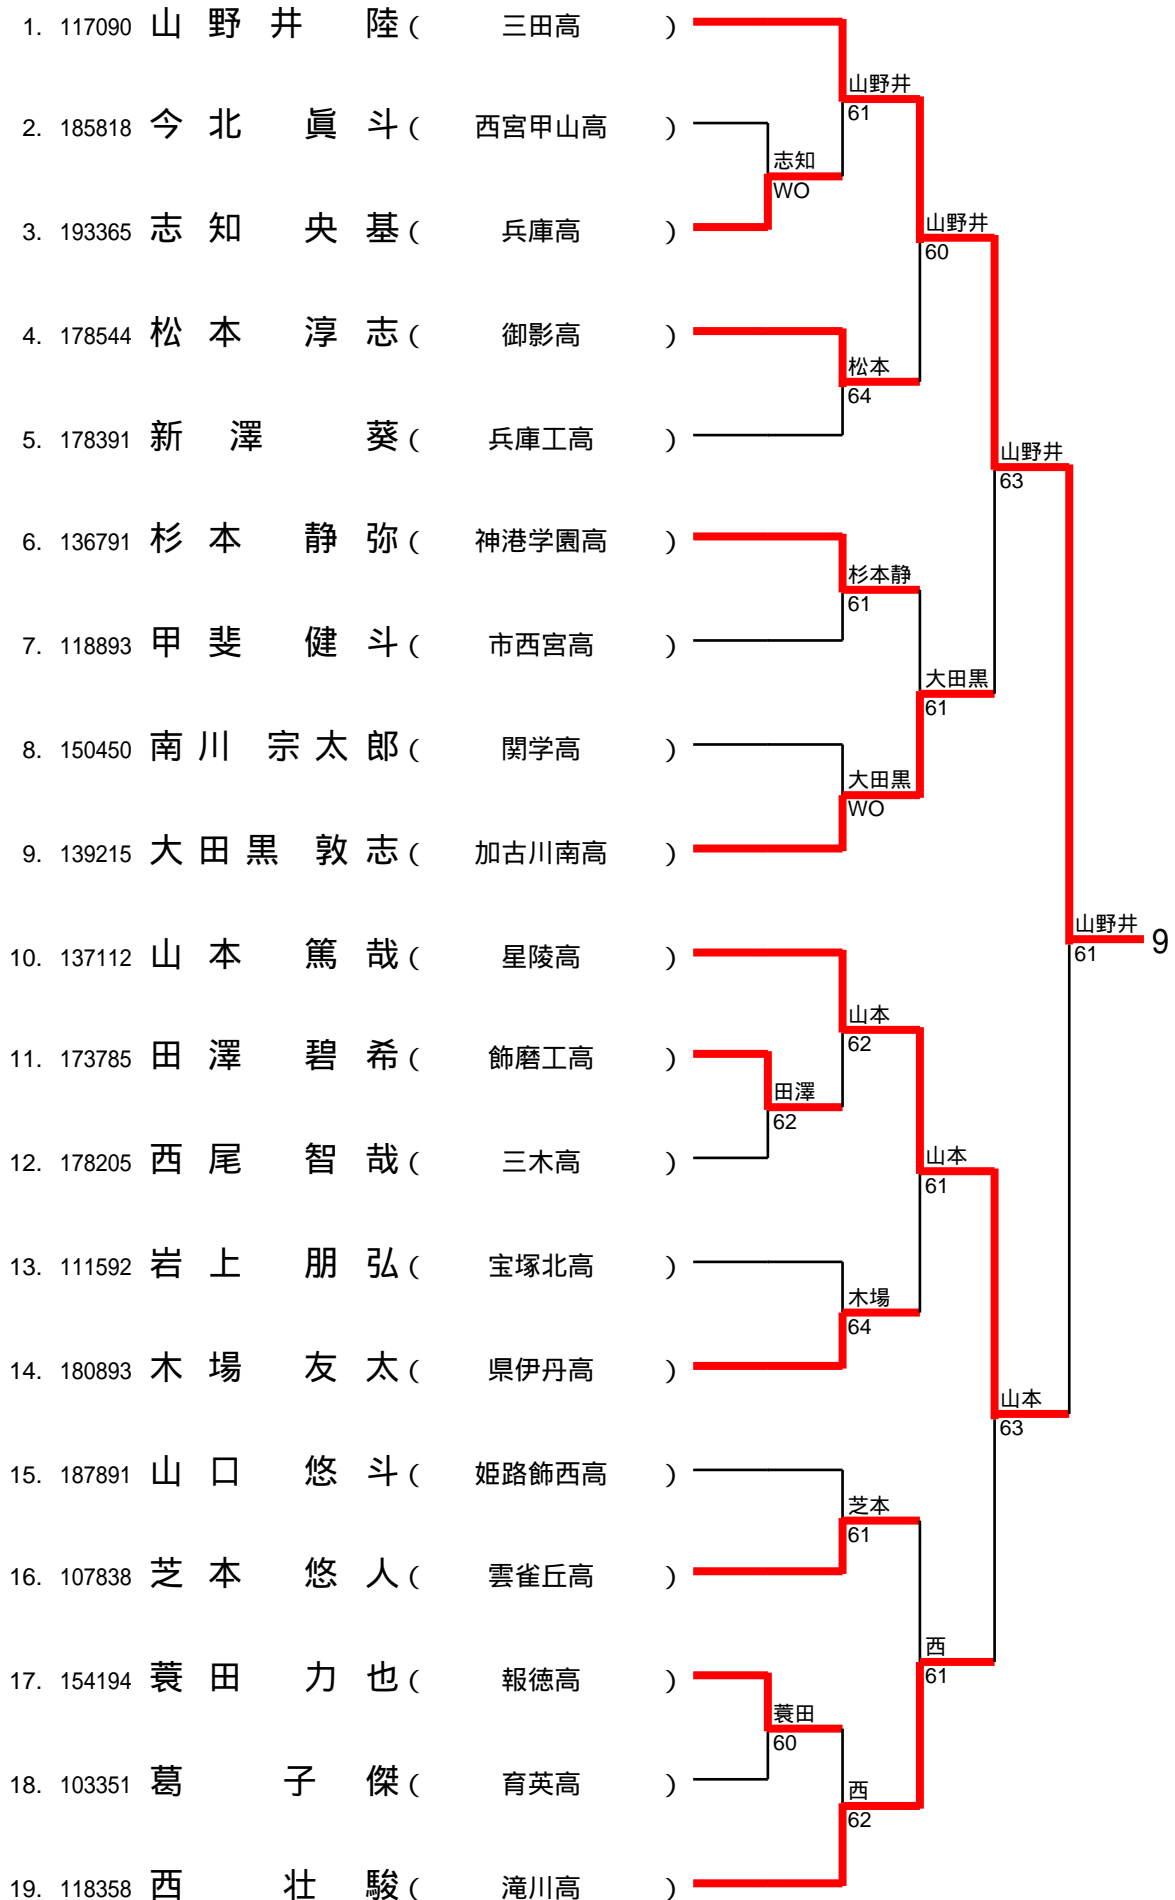 1. 117090 山野井 陸 ( 三田高 )
山野井
61
2. 185818 今北 眞斗 ( 西宮甲山高 )
志知
WO
3. 193365 志知 央基 ( 兵庫高 )
山野井
60
4. 178544 松本 淳志 ( 御影高 )
松本
64
5. 178391 新澤 葵 ( 兵庫工高 )
山野井
63
6. 136791 杉本 静弥 ( 神港学園高 )
杉本静
61
7. 118893 甲斐 健斗 ( 市西宮高 )
大田黒
61
8. 150450 南川 宗太郎 ( 関学高 )
大田黒
WO
9. 139215 大田黒 敦志 ( 加古川南高 )
山野井
61
9
10. 137112 山本 篤哉 ( 星陵高 )
山本
62
11. 173785 田澤 碧希 ( 飾磨工高 )
田澤
62
12. 178205 西尾 智哉 ( 三木高 )
山本
61
13. 111592 岩上 朋弘 ( 宝塚北高 )
木場
64
14. 180893 木場 友太 ( 県伊丹高 )
山本
63
15. 187891 山口 悠斗 ( 姫路飾西高 )
芝本
61
16. 107838 芝本 悠人 ( 雲雀丘高 )
西
61
17. 154194 蓑田 力也 ( 報徳高 )
蓑田
60
18. 103351 葛 子傑 ( 育英高 )
西
62
19. 118358 西 壮駿 ( 滝川高 )